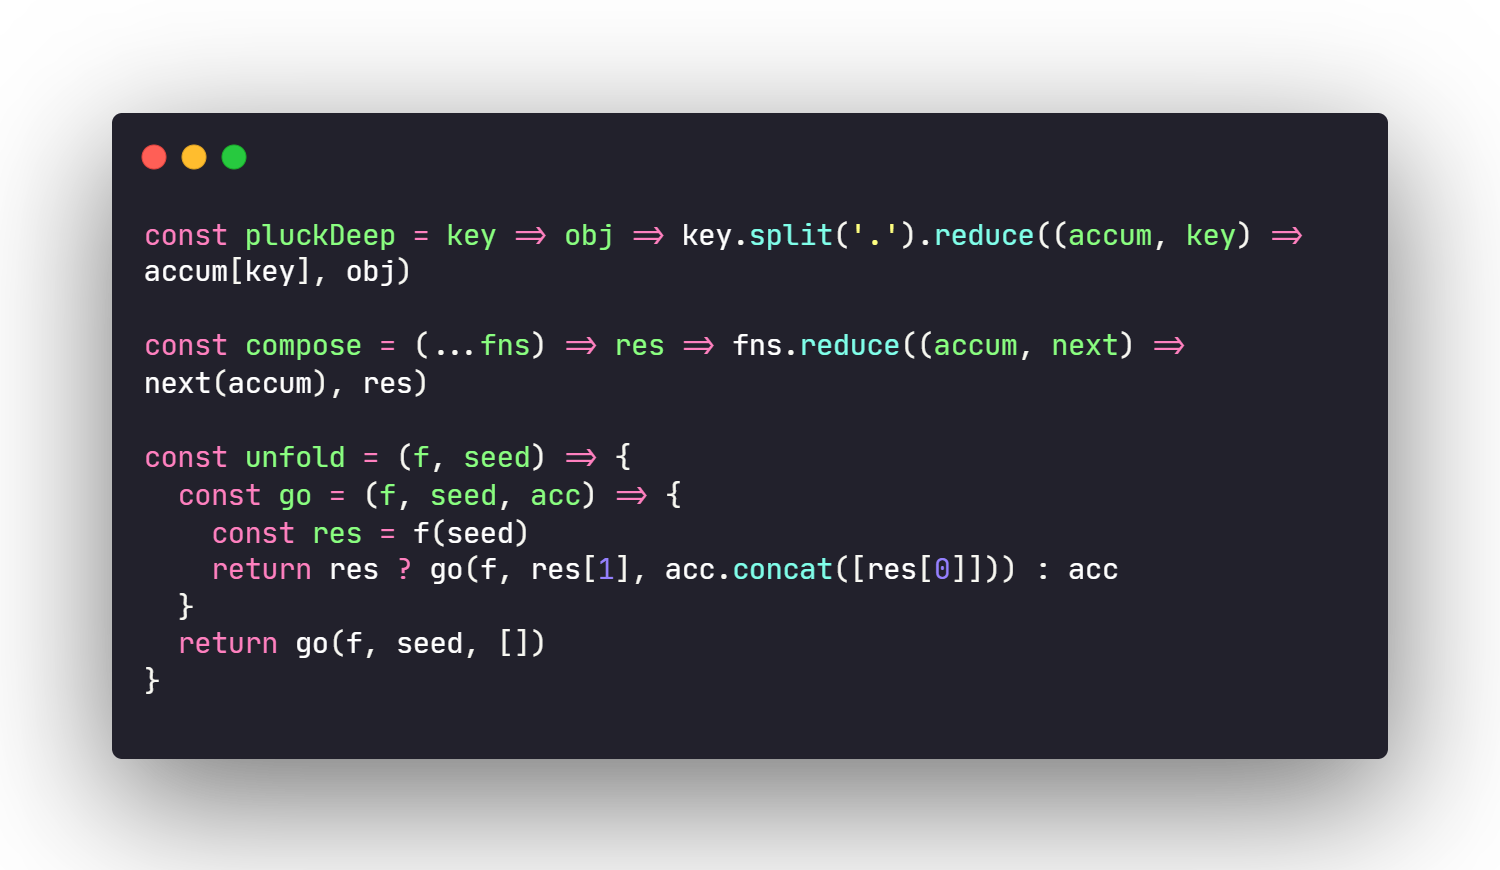 const pluckDeep = key => obj => key.split('.').reduce((accum, key) =>
accum[key], obj)
const compose = (...fns) => res => fns.reduce((accum, next) =>
next(accum), res)
const unfold = (f, seed) => {
  const go = (f, seed, acc) => {
    const res = f(seed)
    return res ? go(f, res[1], acc.concat([res[0]])) : acc
  }
  return go(f, seed, [])
}